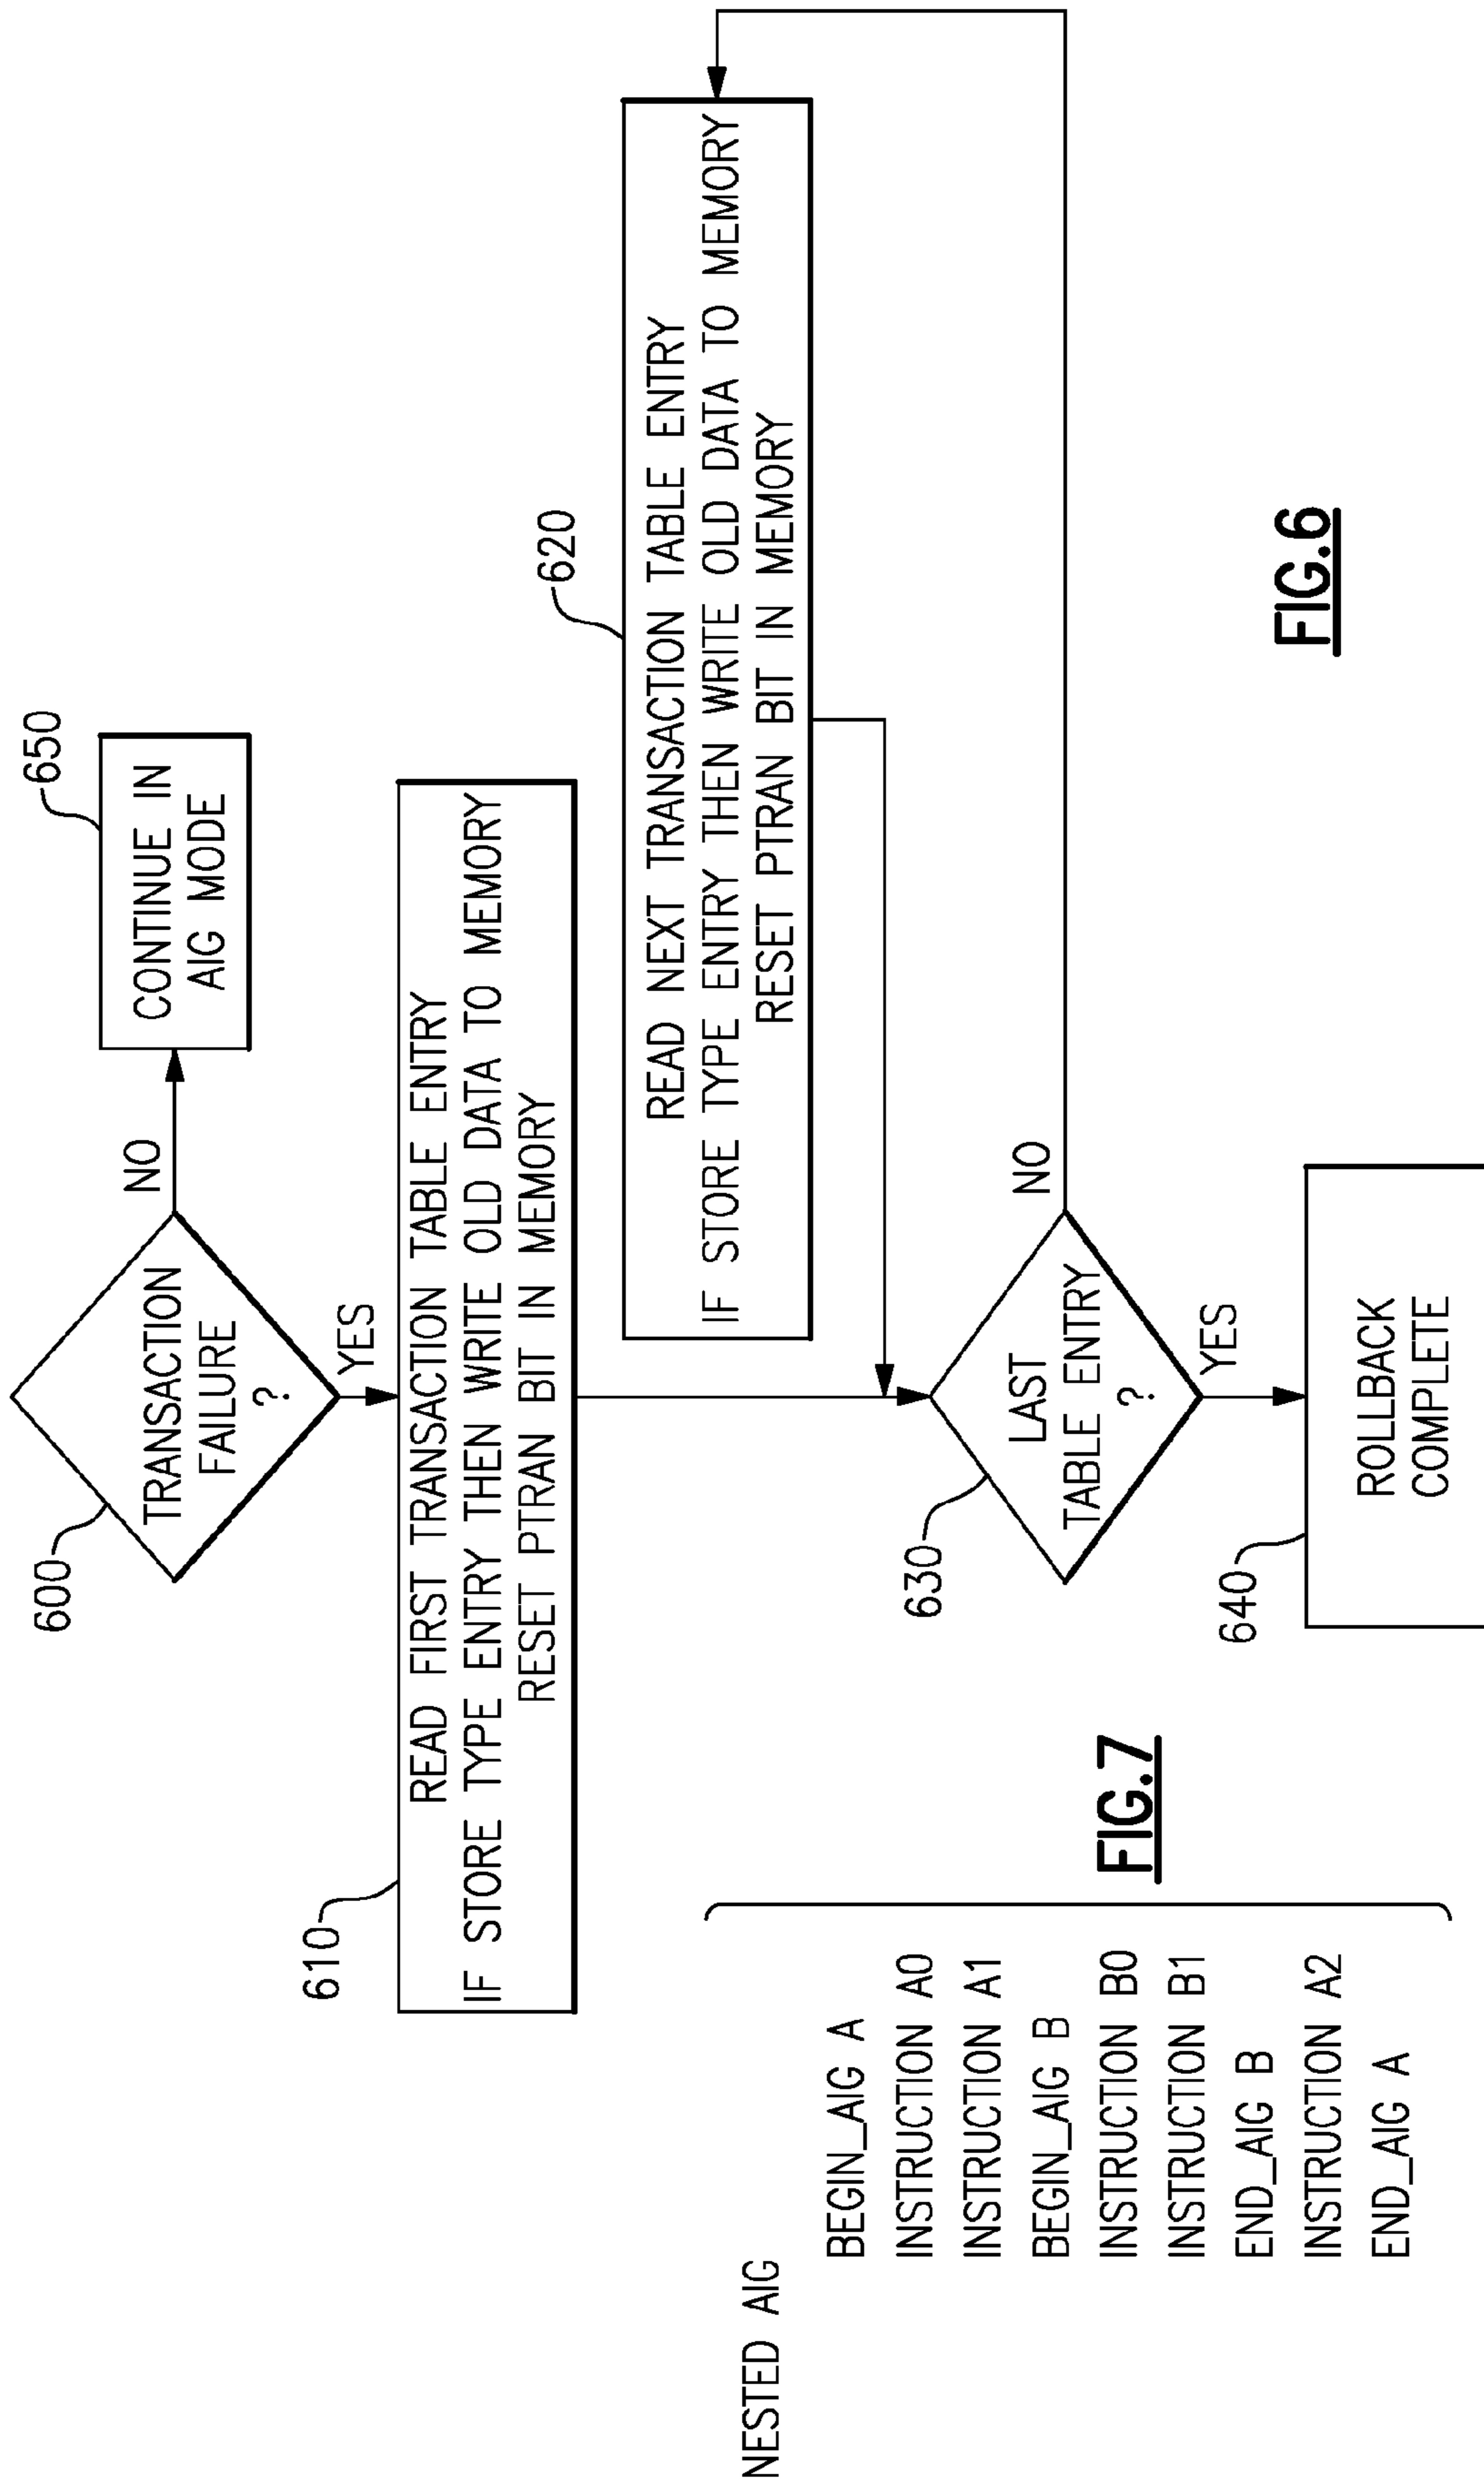 600
TRANSACTION
FAILURE
?
NO
650
CONTINUE IN
AIG MODE
YES
610
READ FIRST TRANSACTION TABLE ENTRY
IF STORE TYPE ENTRY THEN WRITE OLD DATA TO MEMORY
RESET PTRAN BIT IN MEMORY
620
READ NEXT TRANSACTION TABLE ENTRY
IF STORE TYPE ENTRY THEN WRITE OLD DATA TO MEMORY
RESET PTRAN BIT IN MEMORY
630
LAST
TABLE ENTRY
?
NO
YES
640
ROLLBACK
COMPLETE
FIG.6
NESTED AIG
BEGIN_AIG A
INSTRUCTION A0
INSTRUCTION A1
BEGIN_AIG B
INSTRUCTION B0
INSTRUCTION B1
END_AIG B
INSTRUCTION A2
END_AIG A
FIG.7